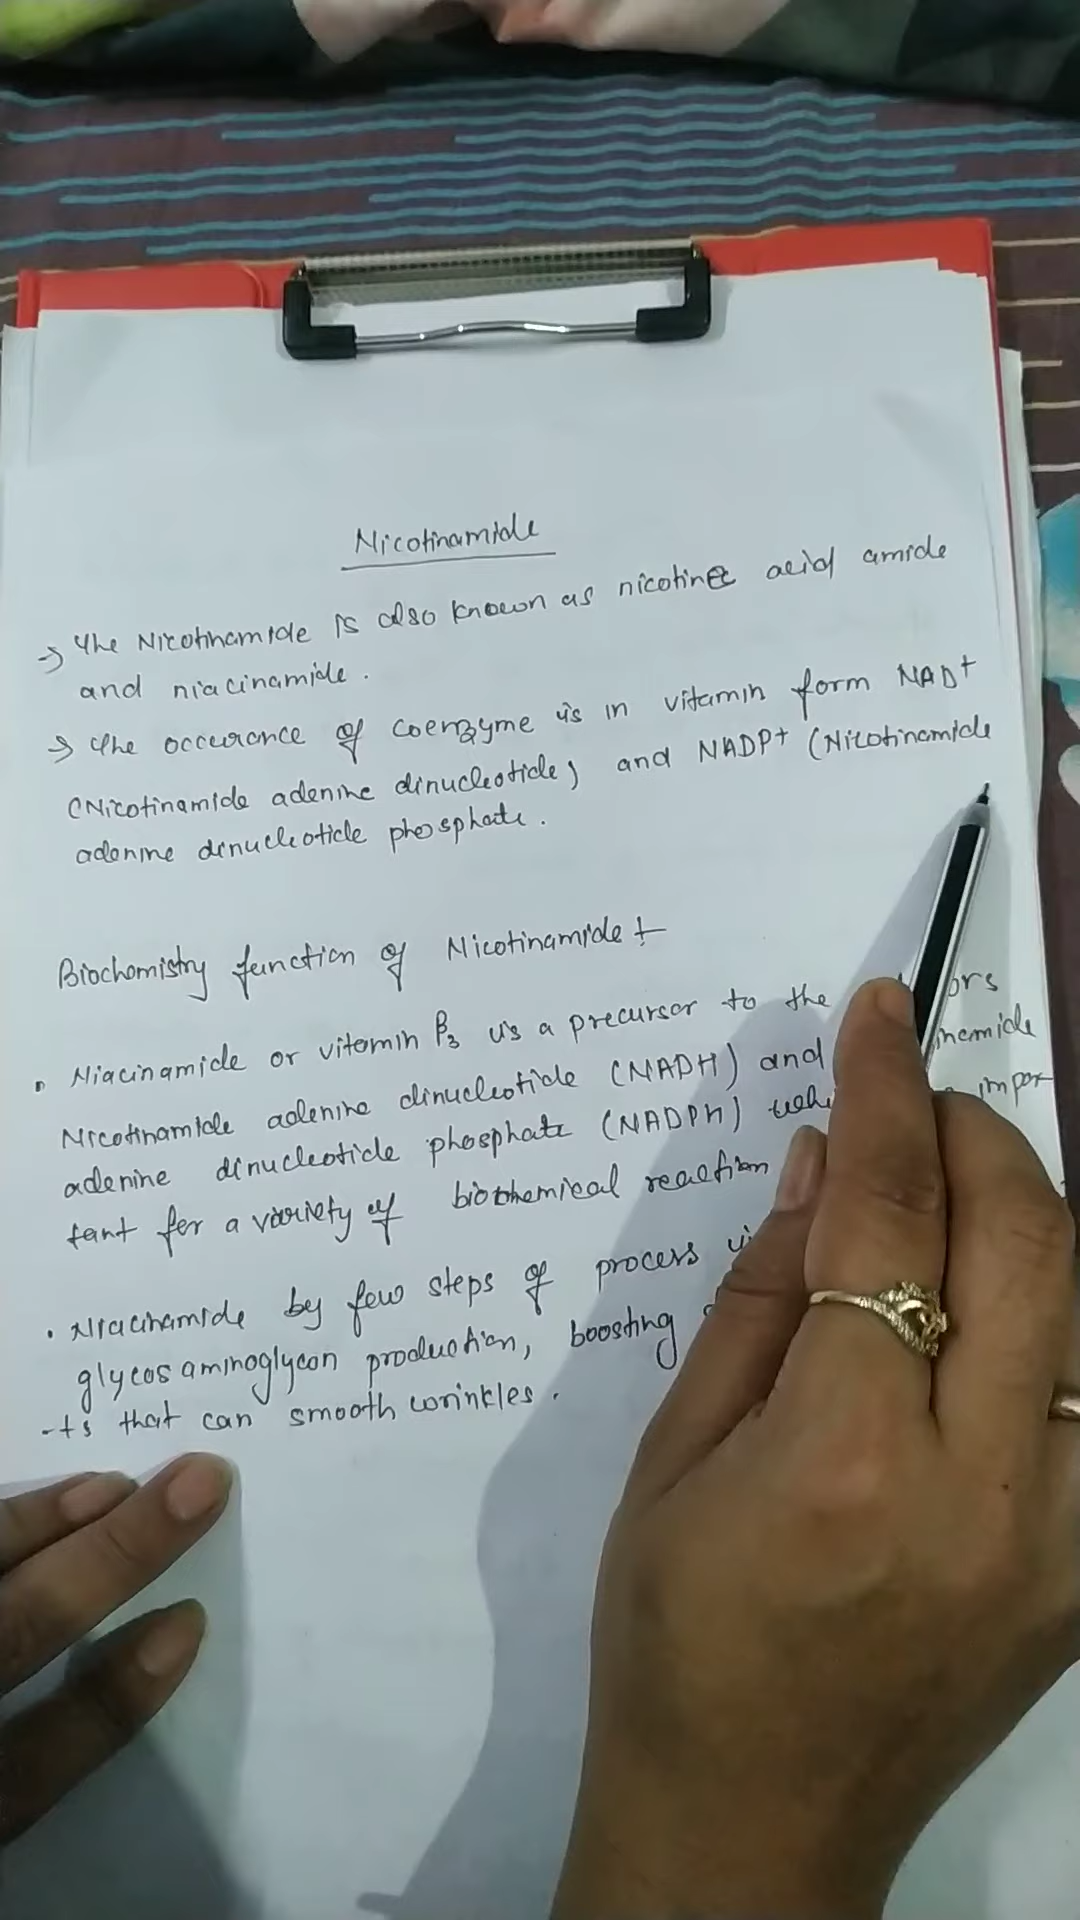 Nicotinamide
→ The Nicotinamide is also known as nicotinec acid amide
and niacinamide.
→ The occurance of coenzyme is in vitamin form NAD+
(Nicotinamide adenine dinucleotide) and NADP+ (Nicotinamide
adenine dinucleotide phosphate.
Biochemistry function of Nicotinamide :-
• Niacinamide or vitamin B3 is a precursor to the
Nicotinamide adenine dinucleotide (NADH) and
adenine dinucleotide phosphate (NADPH) impor
tant for a variety of biochemical reaction
• Niacinamide by few steps of process
glycosaminoglycan production, boosting
-ts that can smooth wrinkles.